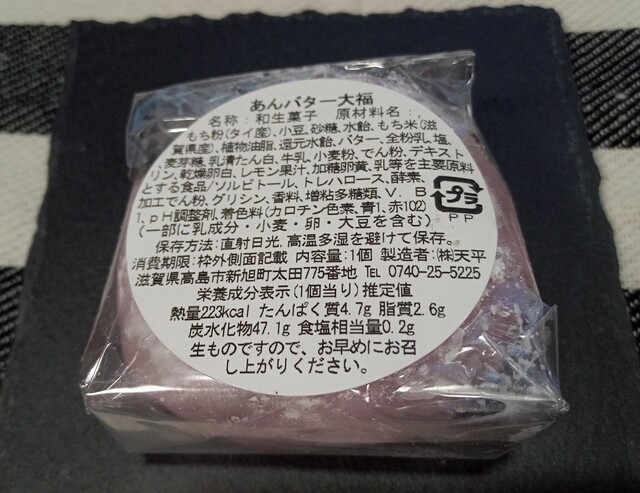 あんバター大福
名称：和生菓子 原材料名：
もち粉(タイ産)、小豆、砂糖、水飴、もち米(滋
賀県産)、植物油脂、還元水飴、バター、全粉乳、塩、
麦芽糖、乳清たん白、牛乳、小麦粉、でん粉、デキスト
リン、乾燥卵白、レモン果汁、加糖卵黄、乳等を主要原料
とする食品/ソルビトール、トレハロース、酵素、
加工でん粉、グリシン、香料、増粘多糖類、V．B
1、pH調整剤、着色料(カロチン色素、青1、赤102)
(一部に乳成分・小麦・卵・大豆を含む)
プラ
PP
保存方法:直射日光，高温多湿を避けて保存。
消費期限:枠外側面記載 内容量:1個 製造者:㈱天平
滋賀県高島市新旭町太田775番地 ℡ 0740-25-5225
栄養成分表示(1個当り)推定値
熱量223kcal たんぱく質4.7g 脂質2.6g
炭水化物47.1g 食塩相当量0.2g
生ものですので、お早めにお召
し上がりください。